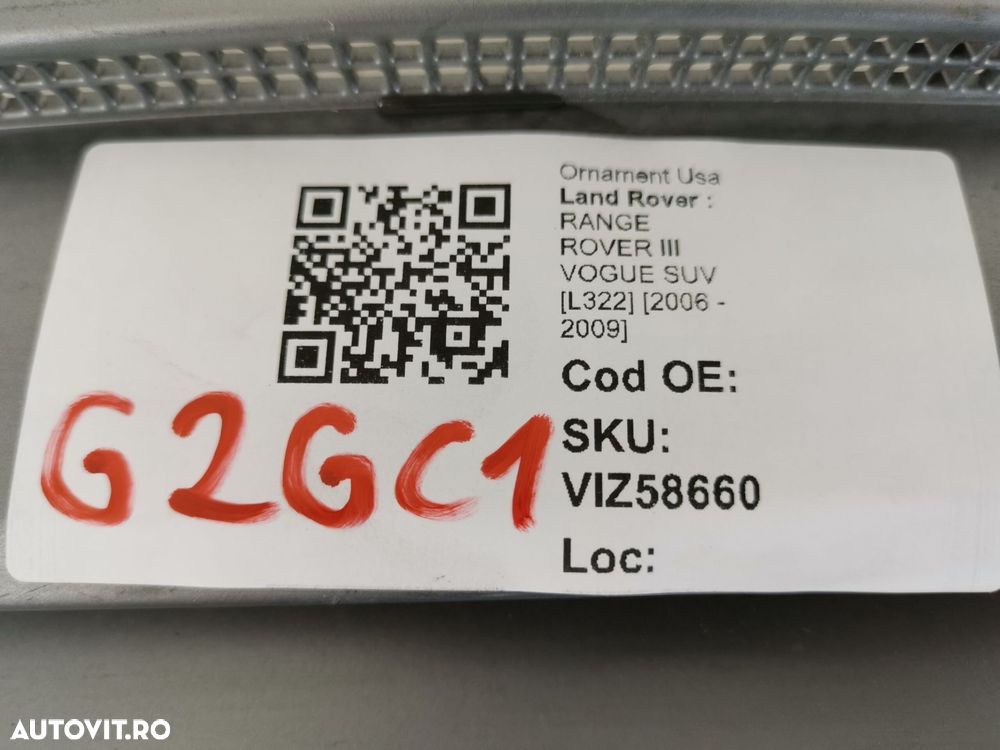 Ornament Usa
Land Rover :
RANGE
ROVER III
VOGUE SUV
[L322] [2006 -
2009]
Cod OE:
SKU:
VIZ58660
Loc:
G2GC1
AUTOVIT.RO